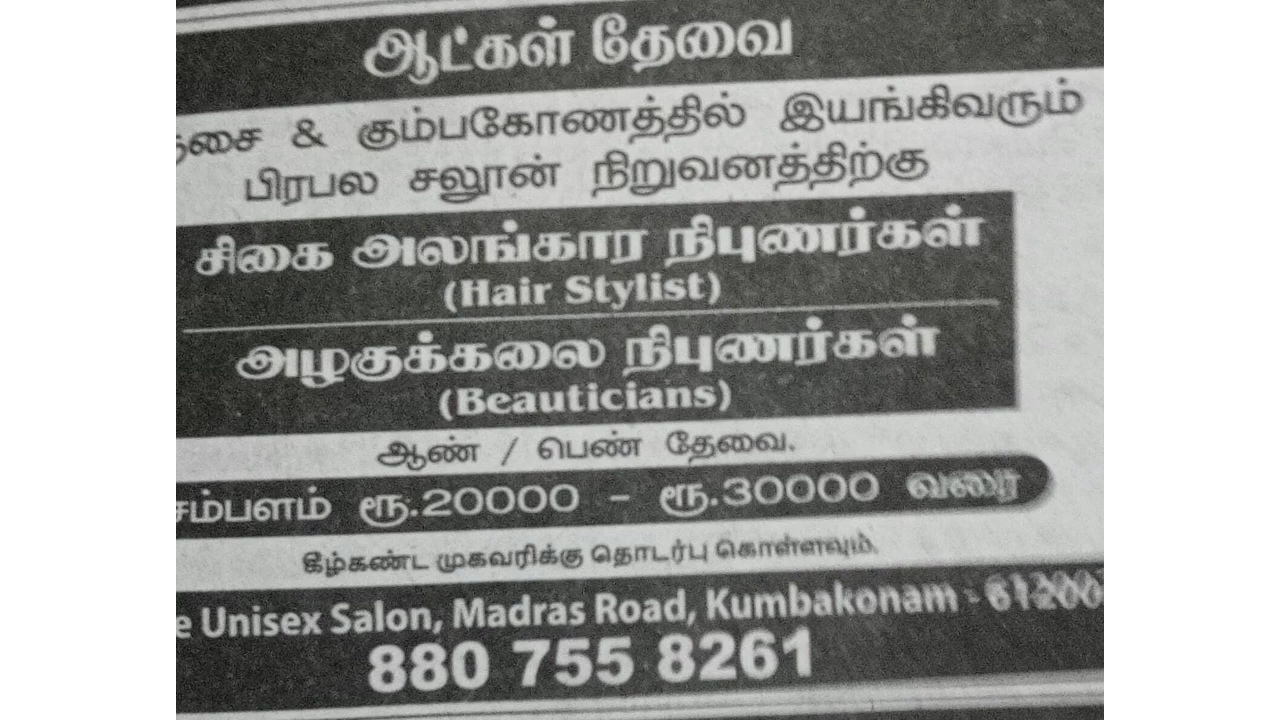 ஆட்கள் தேவை
& கும்பகோணத்தில் இயங்கிவரும்
பிரபல சலூன் நிறுவனத்திற்கு
சிகை அலங்கார நிபுணர்கள்
(Hair Stylist)
அழகுக்கலை நிபுணர்கள்
(Beauticians)
ஆண் / பெண் தேவை.
சம்பளம் ரூ.20000 - ரூ.30000 வரை
கீழ்கண்ட முகவரிக்கு தொடர்பு கொள்ளவும்.
Unisex Salon, Madras Road, Kumbakonam -
880 755 8261